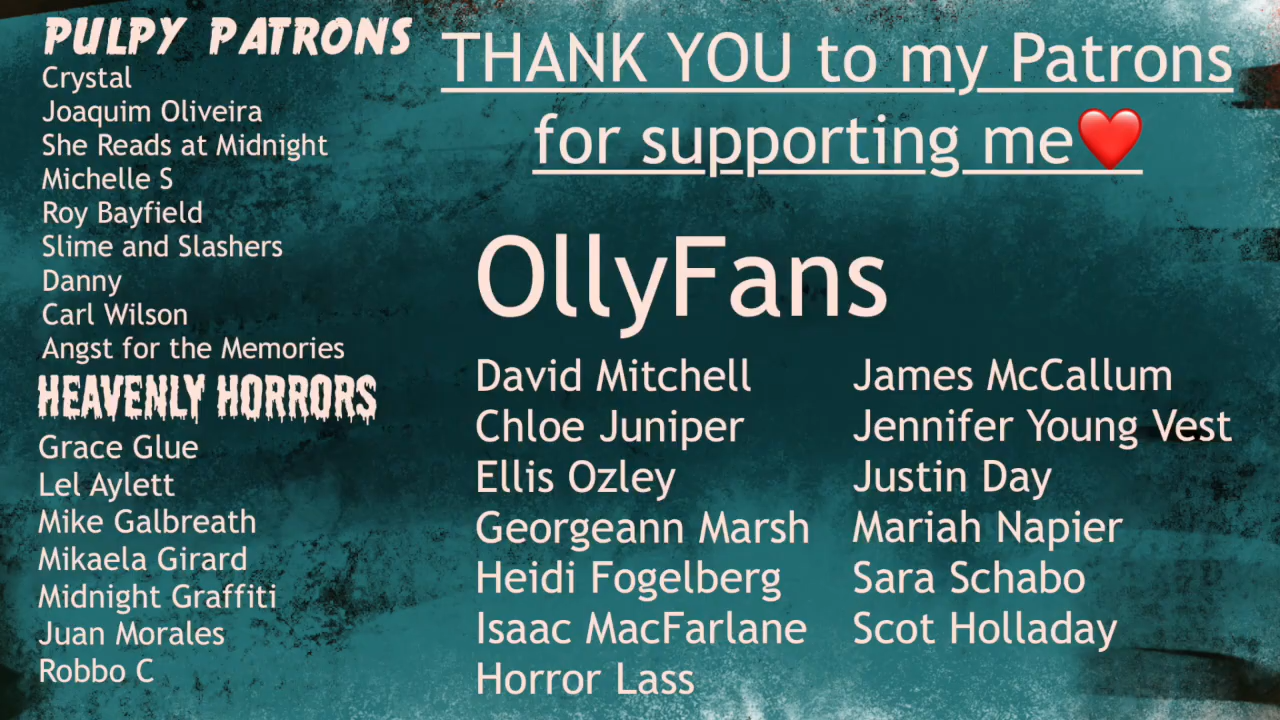 PULPY PATRONS
Crystal
Joaquim Oliveira
She Reads at Midnight
Michelle S
Roy Bayfield
Slime and Slashers
Danny
Carl Wilson
Angst for the Memories
HEAVENLY HORRORS
Grace Glue
Lel Aylett
Mike Galbreath
Mikaela Girard
Midnight Graffiti
Juan Morales
Robbo C
THANK YOU to my Patrons
for supporting me❤️
OllyFans
David Mitchell
Chloe Juniper
Ellis Ozley
Georgeann Marsh
Heidi Fogelberg
Isaac MacFarlane
Horror Lass
James McCallum
Jennifer Young Vest
Justin Day
Mariah Napier
Sara Schabo
Scot Holladay